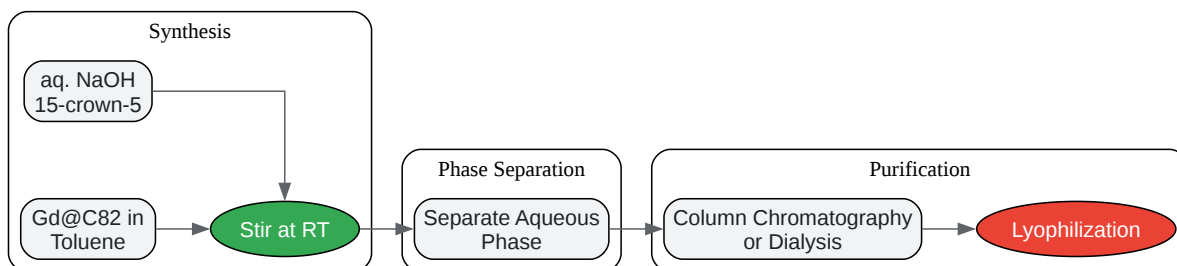 Synthesis
aq. NaOH
15-crown-5
Gd@C82 in
Toluene
Stir at RT
Phase Separation
Separate Aqueous
Phase
Purification
Column Chromatography
or Dialysis
Lyophilization